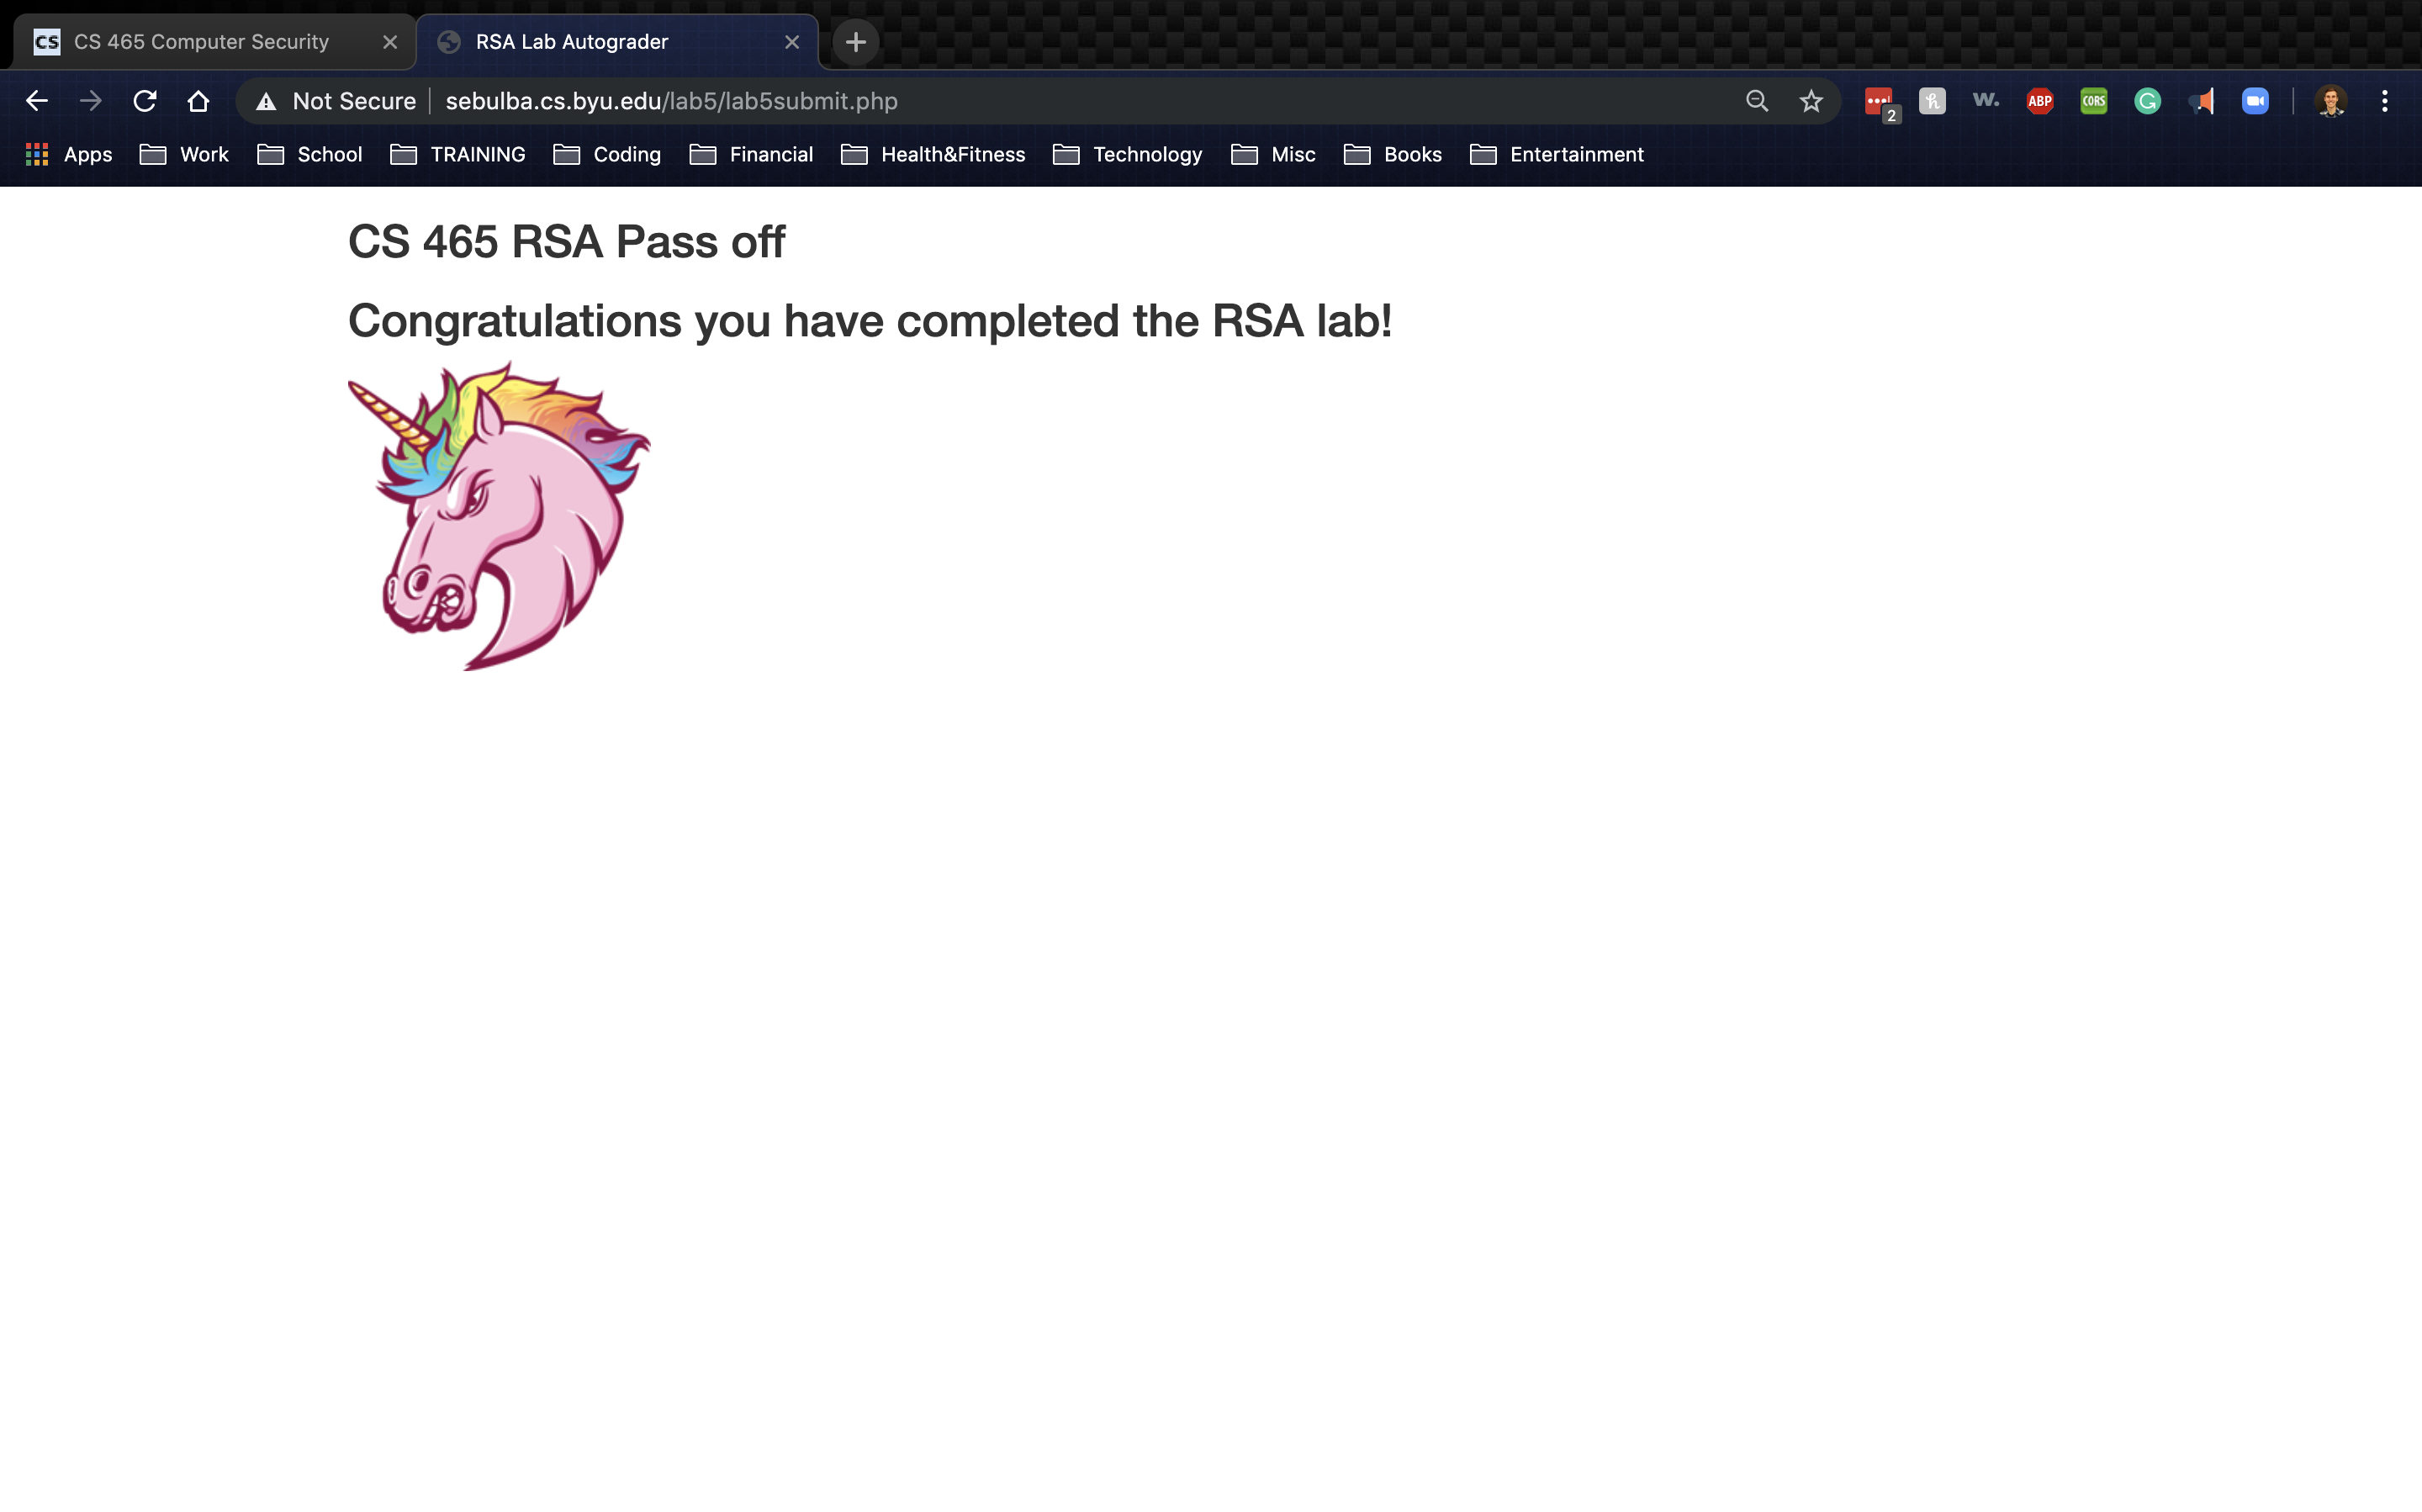 CS CS 465 Computer Security RSA Lab Autograder
Not Secure sebulba.cs.byu.edu/lab5/lab5submit.php 2 h w. ABP CORS G
Apps Work School TRAINING Coding Financial Health&Fitness Technology Misc Books Entertainment
CS 465 RSA Pass off
Congratulations you have completed the RSA lab!